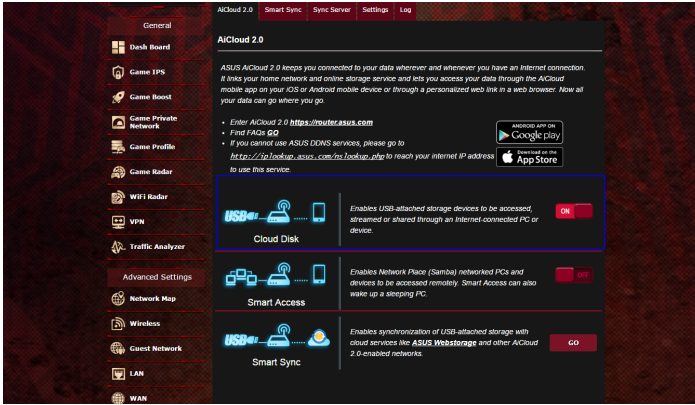 AiCloud 2.0 Smart Sync Sync Server Settings Log
General
Dash Board
Game IPS
Game Boost
Game Private
Network
Game Profile
Game Radar
WiFi Radar
VPN
Traffic Analyzer
Advanced Settings
Network Map
Wireless
Guest Network
LAN
WAN
AiCloud 2.0
ASUS AiCloud 2.0 keeps you connected to your data wherever and whenever you have an Internet connection.
It links your home network and online storage service and lets you access your data through the AiCloud
mobile app on your iOS or Android mobile device or through a personalized web link in a web browser. Now all
your data can go where you go.
• Enter AiCloud 2.0 https://router.asus.com
• Find FAQs GO
• If you cannot use ASUS DDNS services, please go to
http://iplookup.asus.com/nslookup.php to reach your internet IP address
to use this service.
ANDROID APP ON
Google play
Download on the
App Store
USB
Cloud Disk
Enables USB-attached storage devices to be accessed,
streamed or shared through an Internet-connected PC or
device.
ON
Smart Access
Enables Network Place (Samba) networked PCs and
devices to be accessed remotely. Smart Access can also
wake up a sleeping PC.
OFF
USB
Smart Sync
Enables synchronization of USB-attached storage with
cloud services like ASUS Webstorage and other AiCloud
2.0-enabled networks.
GO